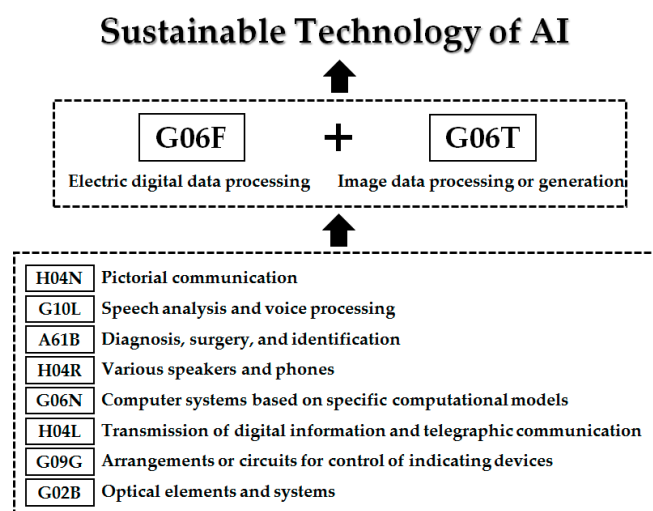 Sustainable Technology of AI
G06F + G06T
Electric digital data processing Image data processing or generation
H04N Pictorial communication
G10L Speech analysis and voice processing
A61B Diagnosis, surgery, and identification
H04R Various speakers and phones
G06N Computer systems based on specific computational models
H04L Transmission of digital information and telegraphic communication
G09G Arrangements or circuits for control of indicating devices
G02B Optical elements and systems